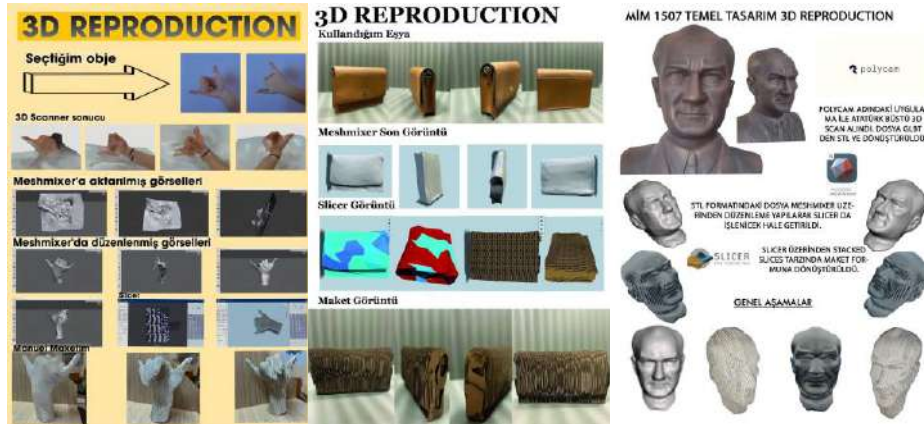 3D REPRODUCTION
Seçtiğim obje
3D Scanner sonucu
Meshmixer'a aktarılmış görselleri
Meshmixer'da düzenlenmiş görselleri
Slicer
Manuel Maketim
3D REPRODUCTION
Kullandığım Eşya
Meshmixer Son Görüntü
Slicer Görüntü
Maket Görüntü
MİM 1507 TEMEL TASARIM 3D REPRODUCTION
polycam
POLYCAM ADINDAKİ UYGULA-
MA İLE ATATÜRK BÜSTÜ 3D
SCAN ALINDI. DOSYA GLBT
DEN STL YE DÖNÜŞTÜRÜLDÜ.
STL FORMATINDAKİ DOSYA MESHMIXER ÜZE-
RİNDEN DÜZENLEME YAPILARAK SLICER DA
İŞLENİCEK HALE GETİRİLDİ.
SLICER
SLICER ÜZERİNDEN STACKED
SLICES TARZINDA MAKET FOR-
MUNA DÖNÜŞTÜRÜLDÜ.
GENEL AŞAMALAR